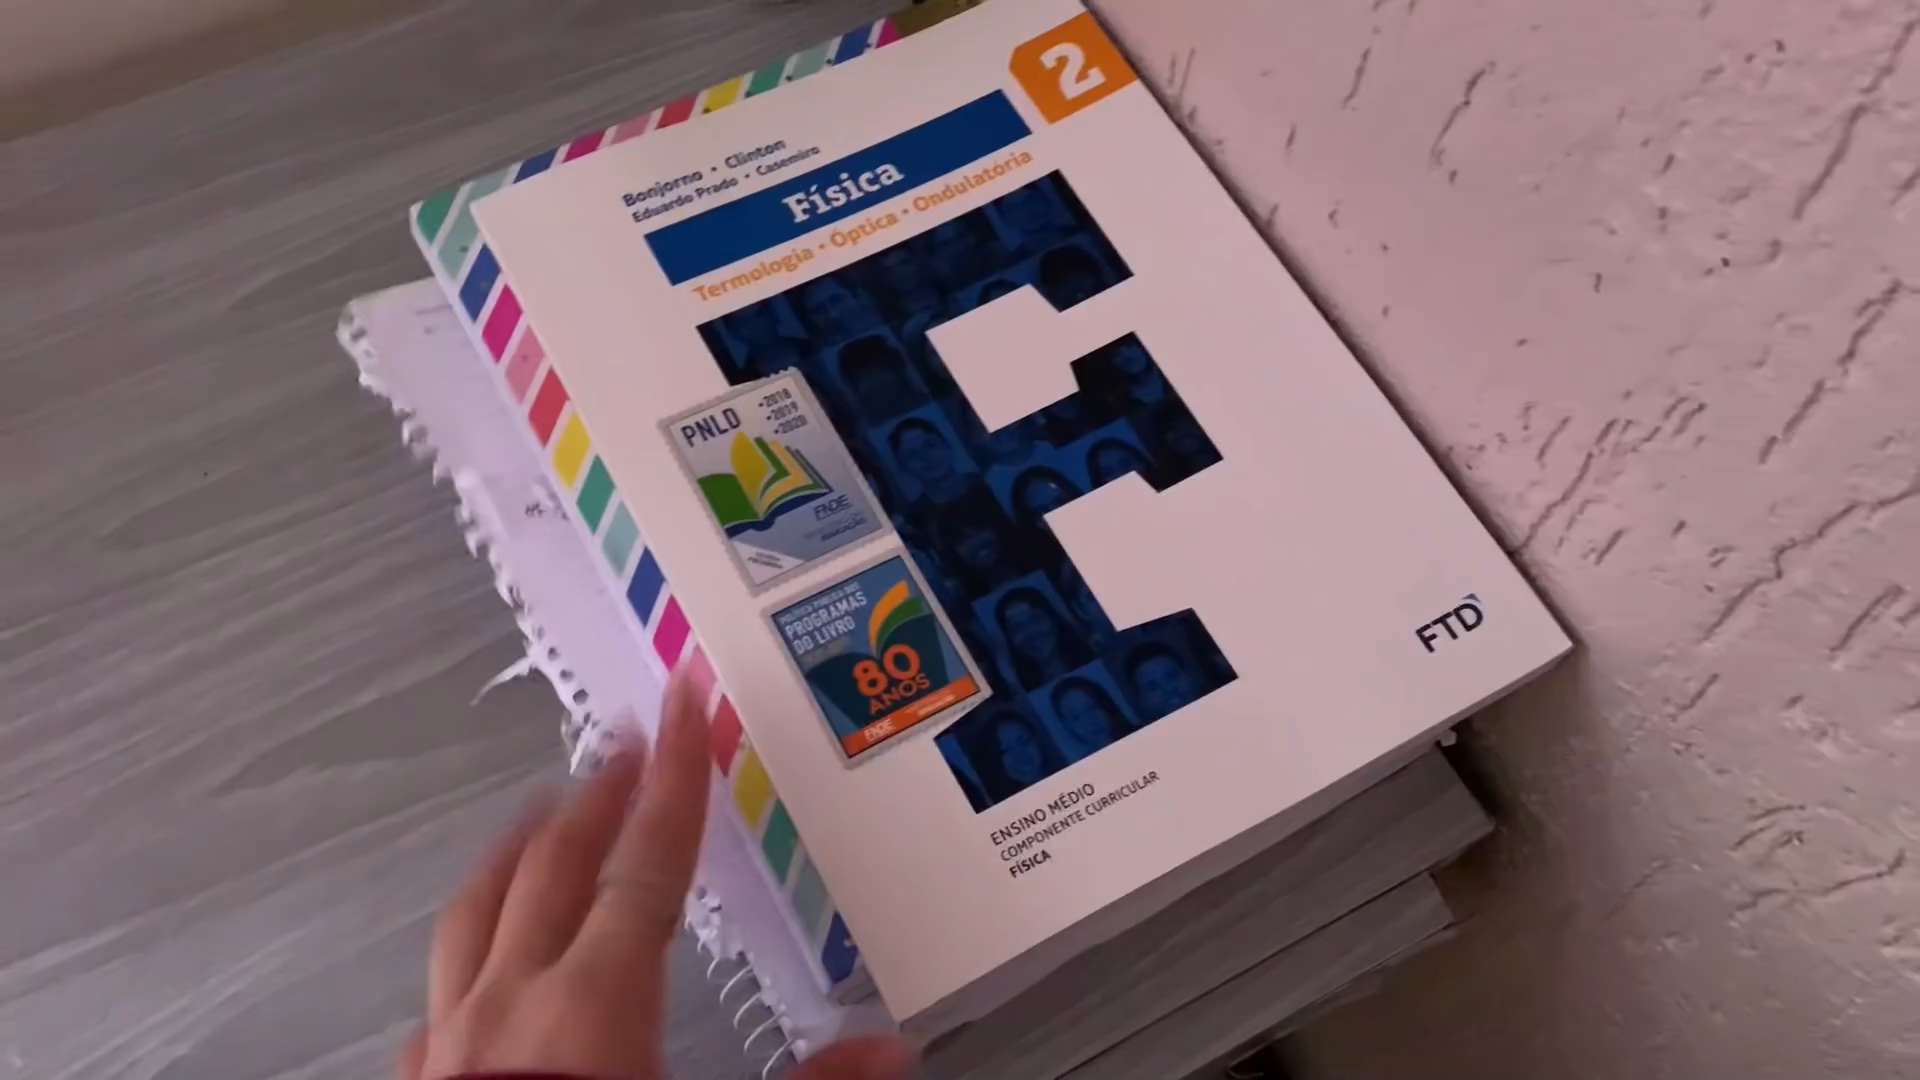 2
Bonjorno • Clinton
Eduardo Prado • Casemiro
Física
Termologia • Óptica • Ondulatória
PNLD
•2018
•2019
•2020
FNDE
PROGRAMAS
DO LIVRO
80
ANOS
FNDE
FTD
ENSINO MÉDIO
COMPONENTE CURRICULAR
FÍSICA